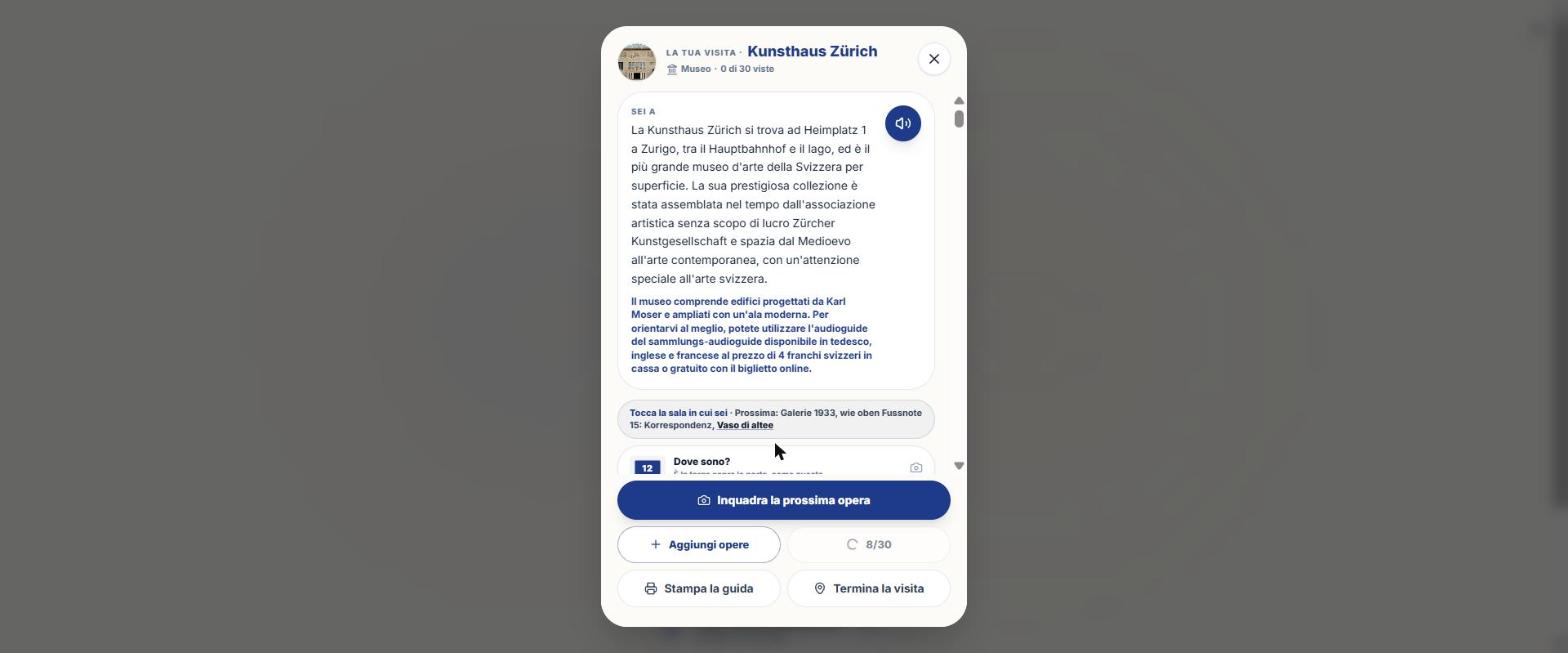 LA TUA VISITA · Kunsthaus Zürich
Museo · 0 di 30 viste
SEI A
La Kunsthaus Zürich si trova ad Heimplatz 1
a Zurigo, tra il Hauptbahnhof e il lago, ed è il
più grande museo d'arte della Svizzera per
superficie. La sua prestigiosa collezione è
stata assemblata nel tempo dall'associazione
artistica senza scopo di lucro Zürcher
Kunstgesellschaft e spazia dal Medioevo
all'arte contemporanea, con un'attenzione
speciale all'arte svizzera.
Il museo comprende edifici progettati da Karl
Moser e ampliati con un'ala moderna. Per
orientarvi al meglio, potete utilizzare l'audioguide
del sammlungs-audioguide disponibile in tedesco,
inglese e francese al prezzo di 4 franchi svizzeri in
cassa o gratuito con il biglietto online.
Tocca la sala in cui sei · Prossima: Galerie 1933, wie oben Fussnote
15: Korrespondenz, Vaso di altee
12
Dove sono?
Inquadra la prossima opera
Aggiungi opere
8/30
Stampa la guida
Termina la visita